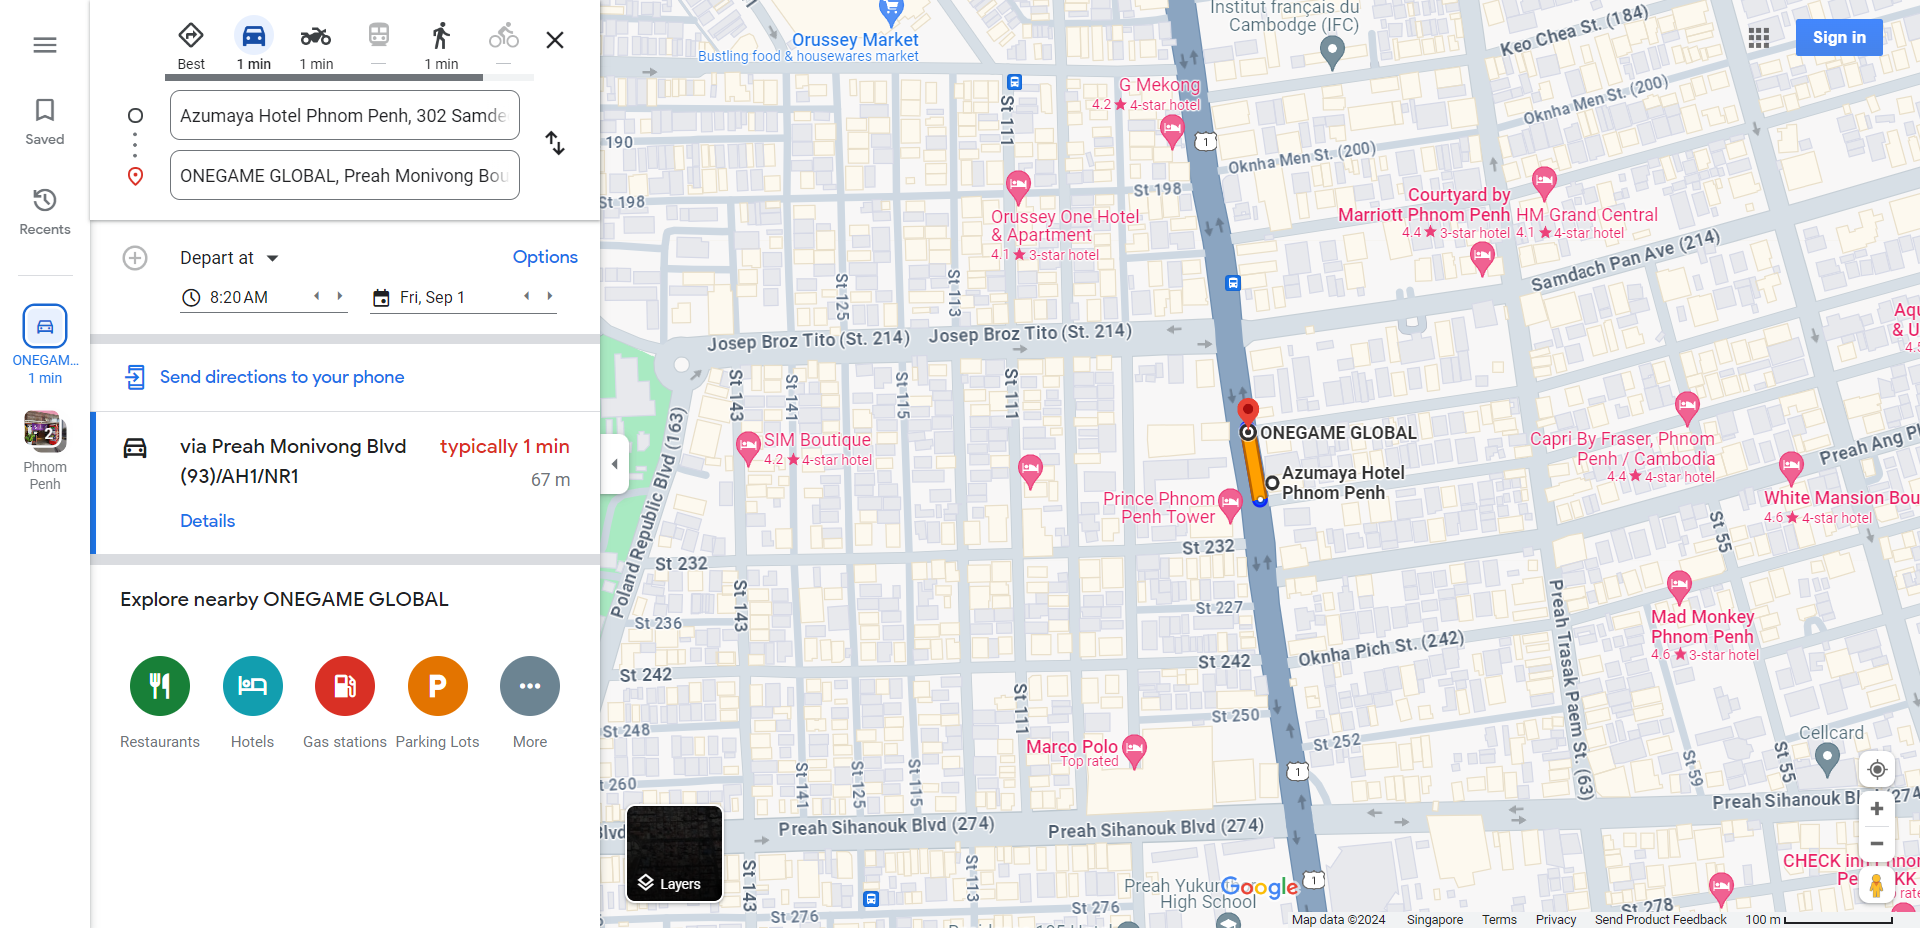 Best
1 min
1 min
—
1 min
—
Saved
Recents
ONEGAM...
1 min
2
Phnom
Penh
Azumaya Hotel Phnom Penh, 302 Samde
ONEGAME GLOBAL, Preah Monivong Bou
Depart at
Options
8:20 AM
Fri, Sep 1
Send directions to your phone
via Preah Monivong Blvd
(93)/AH1/NR1
typically 1 min
67 m
Details
Explore nearby ONEGAME GLOBAL
Restaurants
Hotels
Gas stations
P
Parking Lots
More
Layers
Sign in
Institut français du
Cambodge (IFC)
Orussey Market
Bustling food & housewares market
Keo Chea St. (184)
G Mekong
4.2 ★ 4-star hotel
St 111
190
1
Oknha Men St. (200)
Oknha Men St. (200)
St 198
St 198
Orussey One Hotel
& Apartment
4.1 ★ 3-star hotel
Courtyard by
Marriott Phnom Penh
4.4 ★ 3-star hotel
HM Grand Central
4.1 ★ 4-star hotel
Samdach Pan Ave (214)
St 125
St 113
Josep Broz Tito (St. 214)
Josep Broz Tito (St. 214)
Aqu
& U
4.5
St 143
St 141
St 115
St 111
Poland Republic Blvd (163)
SIM Boutique
4.2 ★ 4-star hotel
ONEGAME GLOBAL
Azumaya Hotel
Phnom Penh
Prince Phnom
Penh Tower
Capri By Fraser, Phnom
Penh / Cambodia
4.4 ★ 4-star hotel
Preah Ang Ph
White Mansion Bou
4.6 ★ 4-star hotel
St 55
St 232
St 232
St 143
St 227
St 236
Preah Trasak Paem St. (63)
Mad Monkey
Phnom Penh
4.6 ★ 3-star hotel
Oknha Pich St. (242)
St 242
St 242
St 111
St 250
St 248
St 252
Marco Polo
Top rated
1
Cellcard
St 59
St 55
St 141
St 125
St 115
t 260
Preah Sihanouk Bl
274
Preah Sihanouk Blvd (274)
Preah Sihanouk Blvd (274)
lvd
St 143
St 113
CHECK inn Phnom
Pe
KK
rate
Preah Yukun
High School
Google
1
St 276
St 276
t 276
St 278
Map data ©2024
Singapore
Terms
Privacy
Send Product Feedback
100 m